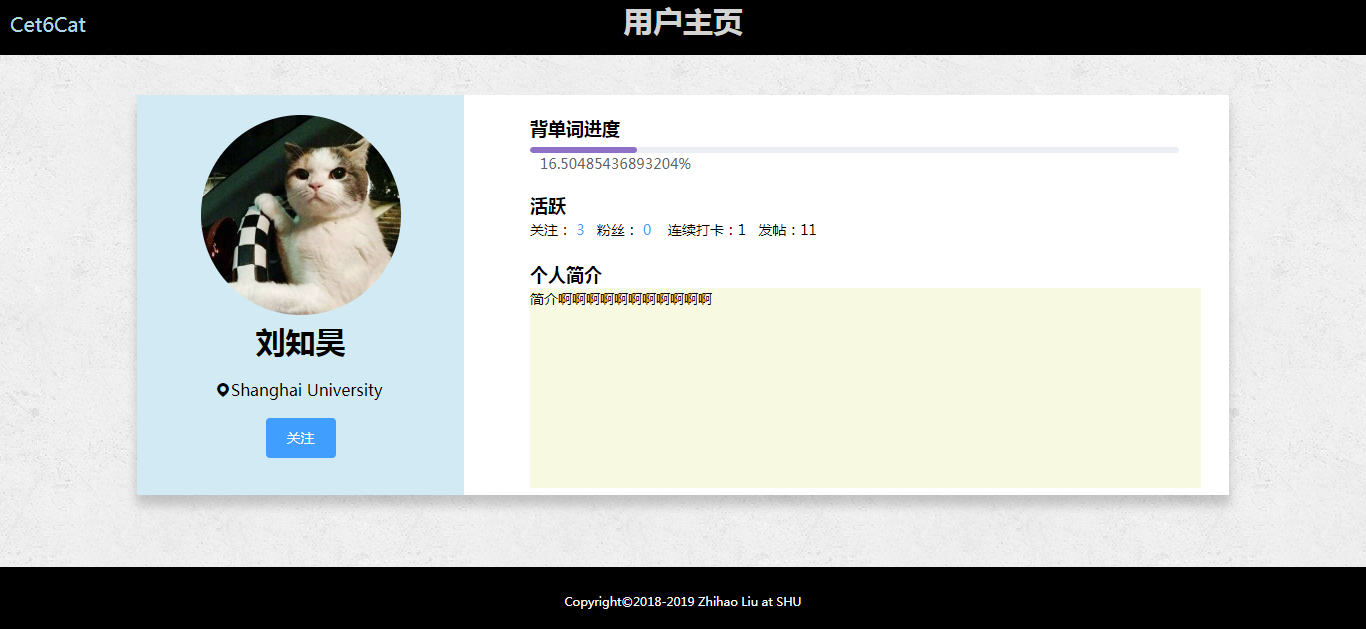 Cet6Cat
用户主页
刘知昊
Shanghai University
关注
背单词进度
16.50485436893204%
活跃
关注： 3 粉丝： 0 连续打卡：1 发帖：11
个人简介
简介啊啊啊啊啊啊啊啊啊啊啊
Copyright©2018-2019 Zhihao Liu at SHU